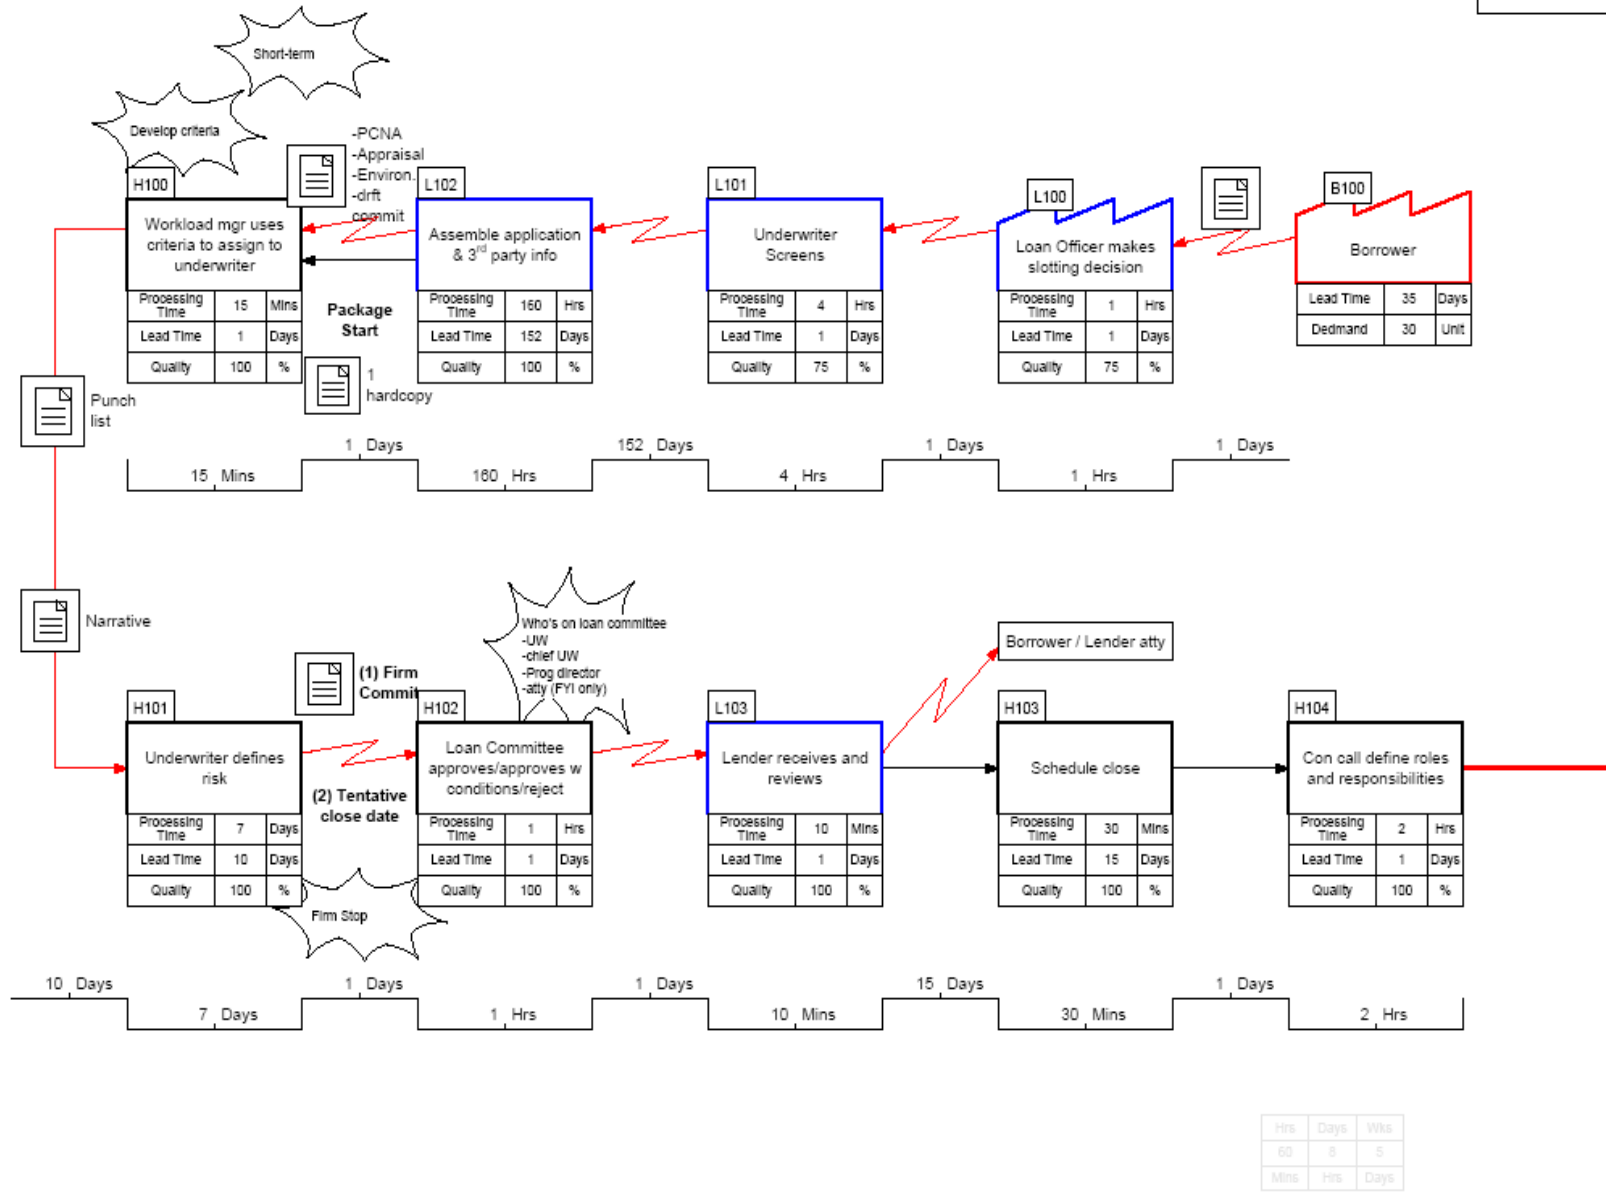 Short-term
Develop criteria
-PCNA
-Appraisal
-Environ.
-drft
commit
H100
Workload mgr uses
criteria to assign to
underwriter
Processing Time 15 Mins
Lead Time 1 Days
Quality 100 %
Package
Start
1
hardcopy
L102
Assemble application
& 3rd party info
Processing Time 160 Hrs
Lead Time 152 Days
Quality 100 %
L101
Underwriter
Screens
Processing Time 4 Hrs
Lead Time 1 Days
Quality 75 %
L100
Loan Officer makes
slotting decision
Processing Time 1 Hrs
Lead Time 1 Days
Quality 75 %
B100
Borrower
Lead Time 35 Days
Dedmand 30 Unit
Punch
list
1 Days
152 Days
1 Days
1 Days
15 Mins
160 Hrs
4 Hrs
1 Hrs
Narrative
Who's on loan committee
-UW
-chief UW
-Prog director
-atty (FYI only)
Borrower / Lender atty
(1) Firm
Commit
(2) Tentative
close date
H101
Underwriter defines
risk
Processing Time 7 Days
Lead Time 10 Days
Quality 100 %
Firm Stop
H102
Loan Committee
approves/approves w
conditions/reject
Processing Time 1 Hrs
Lead Time 1 Days
Quality 100 %
L103
Lender receives and
reviews
Processing Time 10 Mins
Lead Time 1 Days
Quality 100 %
H103
Schedule close
Processing Time 30 Mins
Lead Time 15 Days
Quality 100 %
H104
Con call define roles
and responsibilities
Processing Time 2 Hrs
Lead Time 1 Days
Quality 100 %
10 Days
1 Days
1 Days
15 Days
1 Days
7 Days
1 Hrs
10 Mins
30 Mins
2 Hrs
Hrs Days Wks
60 8 5
Mins Hrs Days